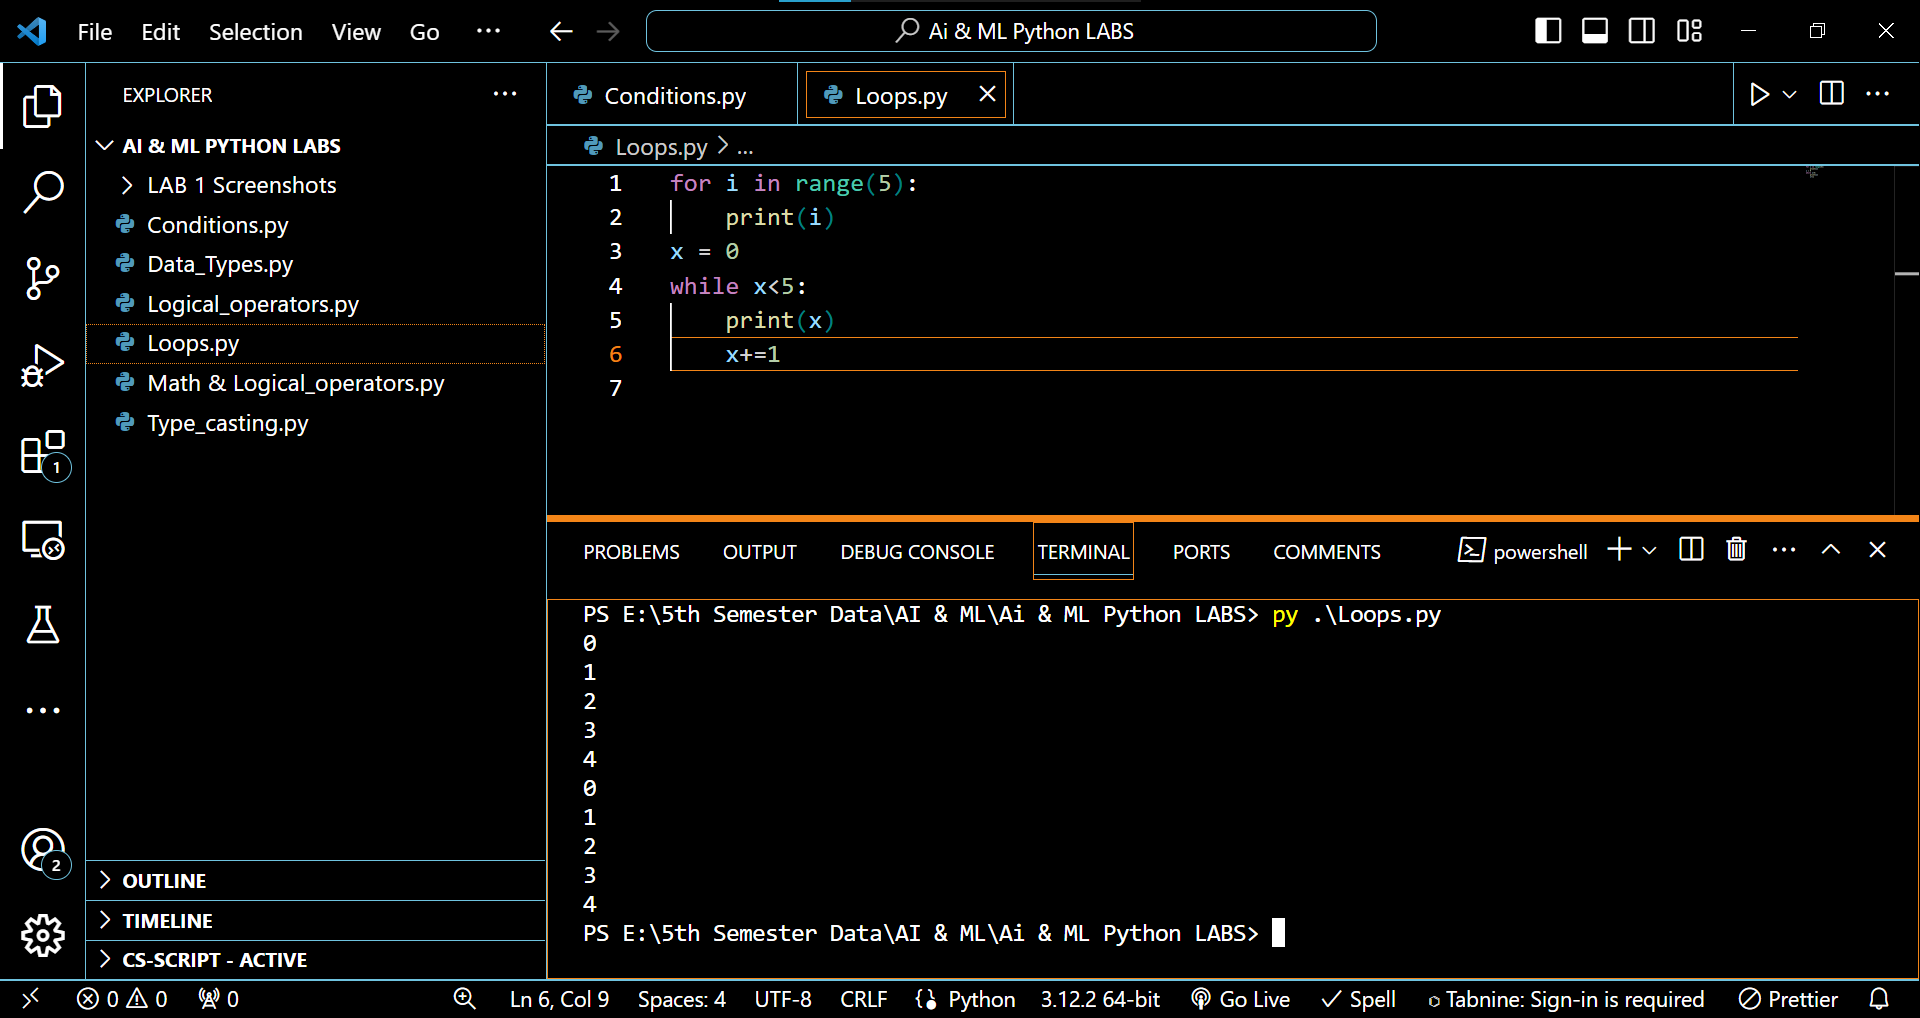 File Edit Selection View Go ... Ai & ML Python LABS
EXPLORER ...
AI & ML PYTHON LABS
LAB 1 Screenshots
Conditions.py
Data_Types.py
Logical_operators.py
Loops.py
Math & Logical_operators.py
Type_casting.py
OUTLINE
TIMELINE
CS-SCRIPT - ACTIVE
1
2
Conditions.py Loops.py
Loops.py > ...
1 for i in range(5):
2     print(i)
3 x = 0
4 while x<5:
5     print(x)
6     x+=1
7
PROBLEMS OUTPUT DEBUG CONSOLE TERMINAL PORTS COMMENTS powershell
PS E:\5th Semester Data\AI & ML\Ai & ML Python LABS> py .\Loops.py
0
1
2
3
4
0
1
2
3
4
PS E:\5th Semester Data\AI & ML\Ai & ML Python LABS>
0 0 0 Ln 6, Col 9 Spaces: 4 UTF-8 CRLF Python 3.12.2 64-bit Go Live Spell Tabnine: Sign-in is required Prettier